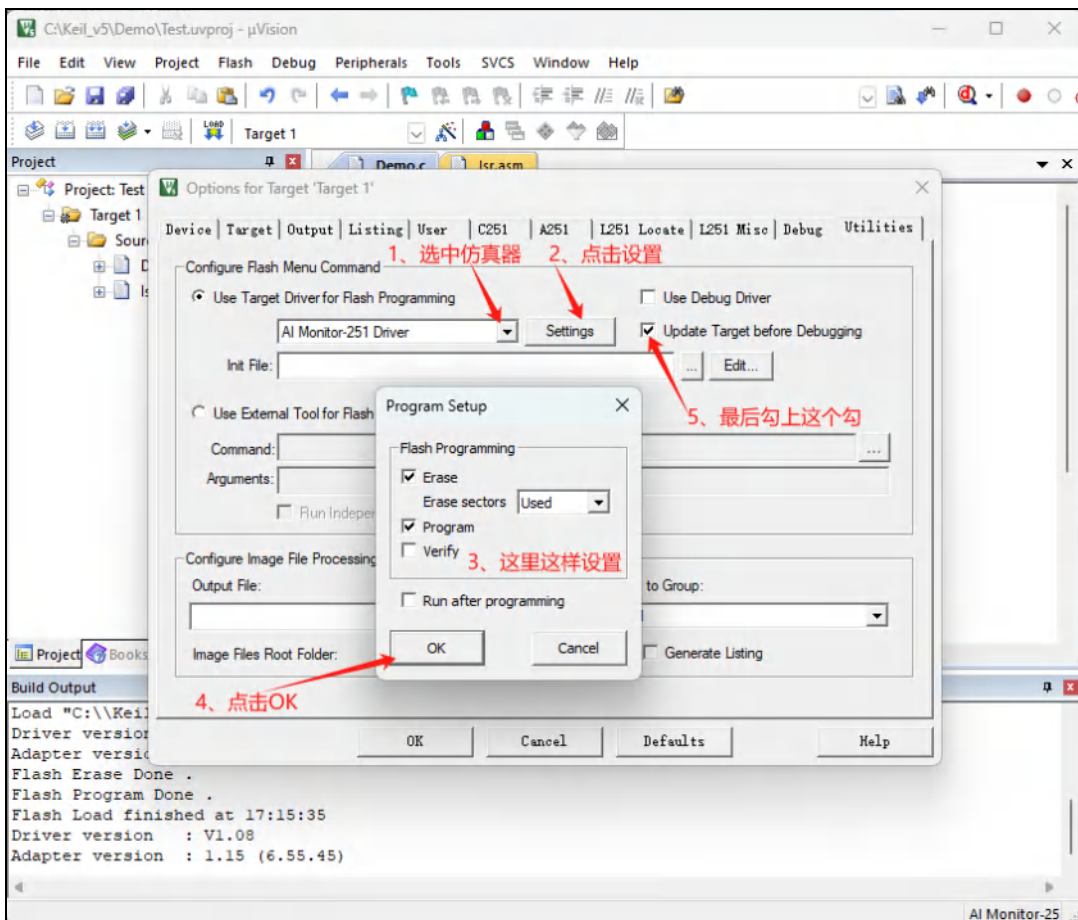 C:\Keil_v5\Demo\Test.uvproj - µVision
File Edit View Project Flash Debug Peripherals Tools SVCS Window Help
LOAD Target 1
Project
Demo.c Isr.asm
Project: Test
Target 1
Sour
D
Is
Options for Target 'Target 1'
Device Target Output Listing User C251 A251 L251 Locate L251 Misc Debug Utilities
1、选中仿真器 2、点击设置
Configure Flash Menu Command
Use Target Driver for Flash Programming
Use Debug Driver
AI Monitor-251 Driver
Settings
Update Target before Debugging
Init File:
...
Edit...
5、最后勾上这个勾
Use External Tool for Flash
Command:
...
Arguments:
Run Indepe
Program Setup
Flash Programming
Erase
Erase sectors Used
Program
Verify
3、这里这样设置
Run after programming
OK Cancel
4、点击OK
Configure Image File Processing
Output File:
to Group:
Image Files Root Folder:
Generate Listing
OK Cancel Defaults Help
Project Books
Build Output
Load "C:\\Keil
Driver version
Adapter versio
Flash Erase Done .
Flash Program Done .
Flash Load finished at 17:15:35
Driver version : V1.08
Adapter version : 1.15 (6.55.45)
AI Monitor-25